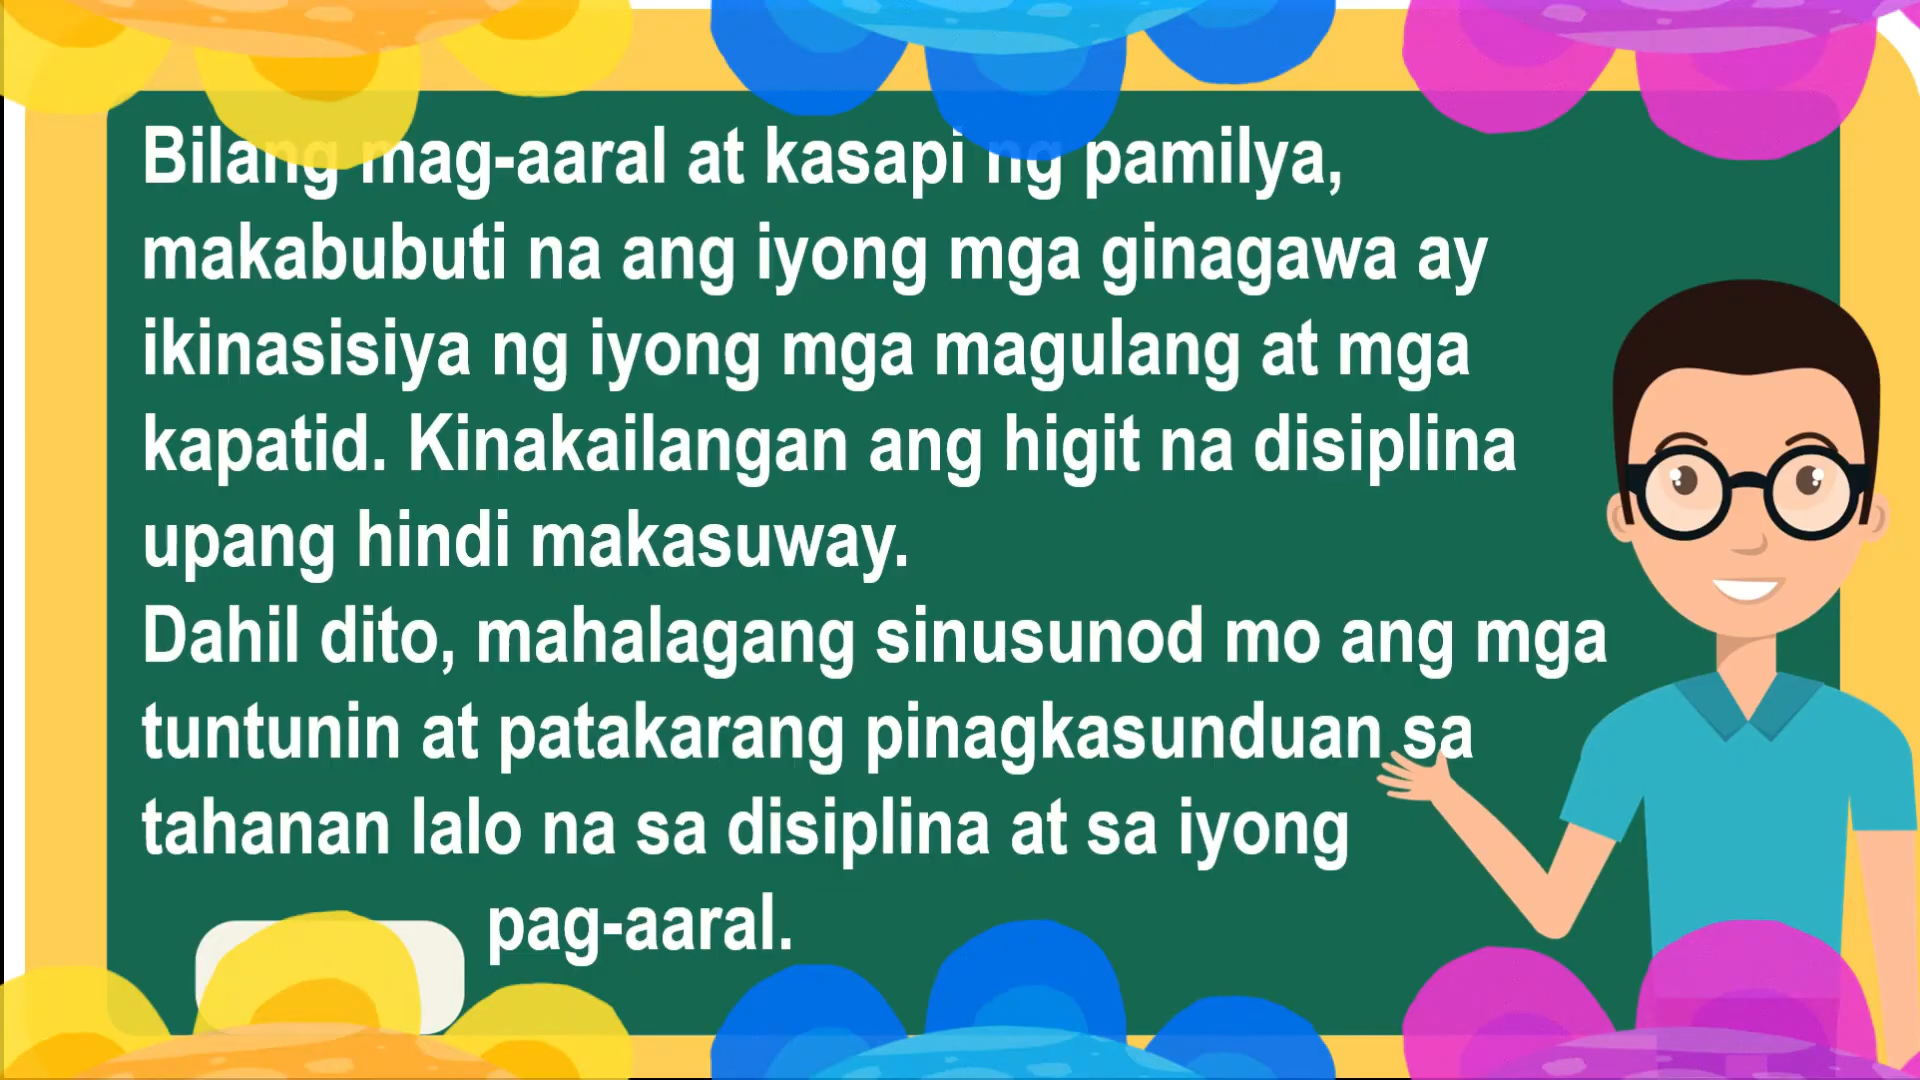 Bilang mag-aaral at kasapi ng pamilya,
makabubuti na ang iyong mga ginagawa ay
ikinasisiya ng iyong mga magulang at mga
kapatid. Kinakailangan ang higit na disiplina
upang hindi makasuway.
Dahil dito, mahalagang sinusunod mo ang mga
tuntunin at patakarang pinagkasunduan sa
tahanan lalo na sa disiplina at sa iyong
pag-aaral.